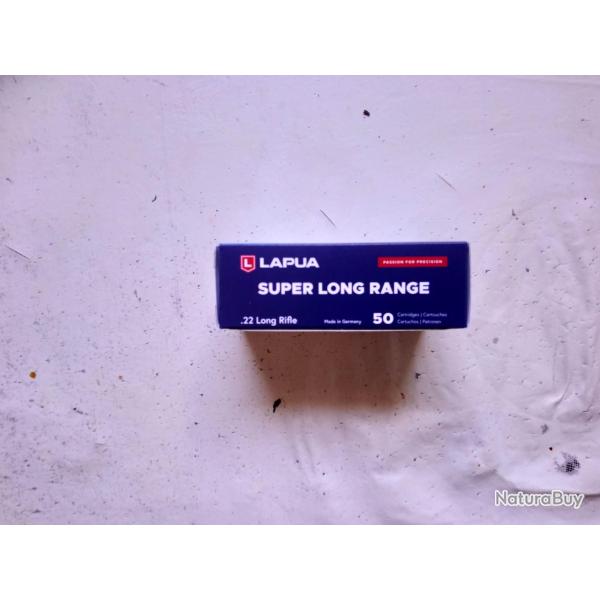 L LAPUA
PASSION FOR PRECISION
SUPER LONG RANGE
.22 Long Rifle
Made in Germany
50
Cartridges | Cartouches
Cartuchos | Patronen
NaturaBuy